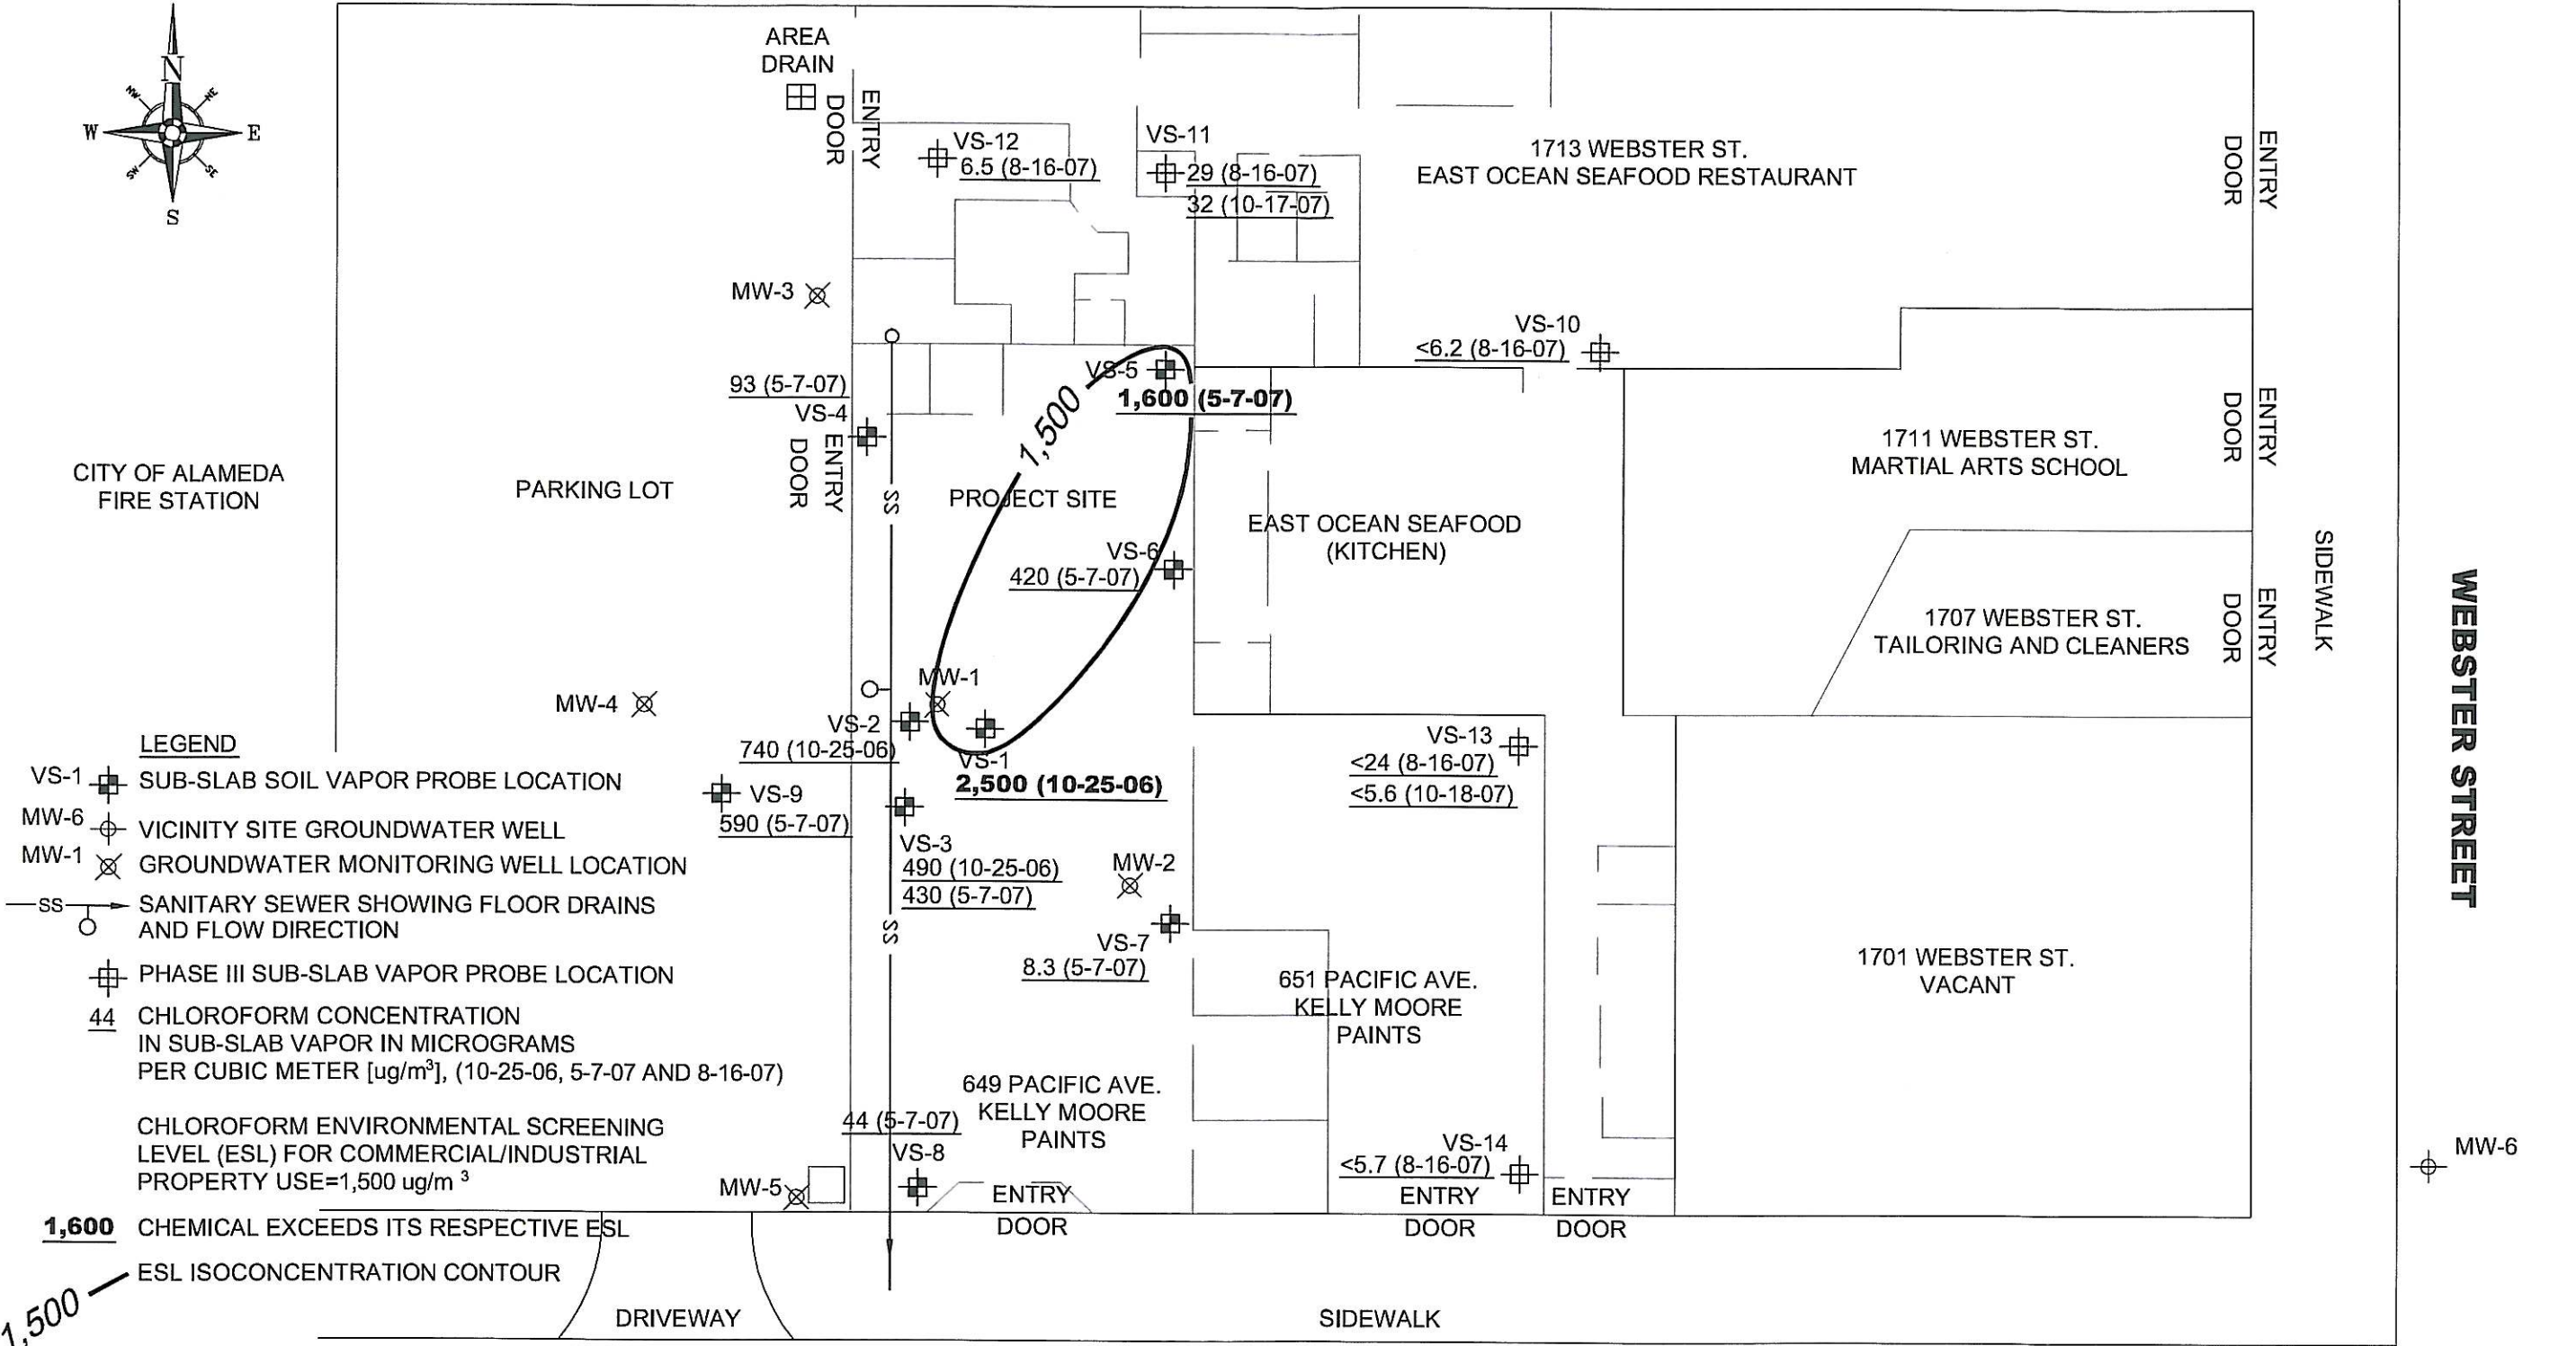 AREA
DRAIN
N
NW
NE
W
E
SW
SE
S
ENTRY
DOOR
VS-12
6.5 (8-16-07)
VS-11
29 (8-16-07)
32 (10-17-07)
1713 WEBSTER ST.
EAST OCEAN SEAFOOD RESTAURANT
ENTRY
DOOR
MW-3
VS-10
<6.2 (8-16-07)
93 (5-7-07)
VS-4
ENTRY
DOOR
VS-5
1,600 (5-7-07)
1,500
CITY OF ALAMEDA
FIRE STATION
PARKING LOT
SS
PROJECT SITE
EAST OCEAN SEAFOOD
(KITCHEN)
1711 WEBSTER ST.
MARTIAL ARTS SCHOOL
ENTRY
DOOR
VS-6
420 (5-7-07)
1707 WEBSTER ST.
TAILORING AND CLEANERS
ENTRY
DOOR
SIDEWALK
WEBSTER STREET
MW-4
MW-1
VS-2
740 (10-25-06)
VS-1
2,500 (10-25-06)
VS-13
<24 (8-16-07)
<5.6 (10-18-07)
VS-9
590 (5-7-07)
VS-3
490 (10-25-06)
430 (5-7-07)
MW-2
SS
VS-7
8.3 (5-7-07)
651 PACIFIC AVE.
KELLY MOORE
PAINTS
1701 WEBSTER ST.
VACANT
649 PACIFIC AVE.
KELLY MOORE
PAINTS
44 (5-7-07)
VS-8
MW-5
VS-14
<5.7 (8-16-07)
MW-6
ENTRY
DOOR
ENTRY
DOOR
ENTRY
DOOR
DRIVEWAY
SIDEWALK
LEGEND
VS-1 SUB-SLAB SOIL VAPOR PROBE LOCATION
MW-6 VICINITY SITE GROUNDWATER WELL
MW-1 GROUNDWATER MONITORING WELL LOCATION
SS SANITARY SEWER SHOWING FLOOR DRAINS
AND FLOW DIRECTION
PHASE III SUB-SLAB VAPOR PROBE LOCATION
44 CHLOROFORM CONCENTRATION
IN SUB-SLAB VAPOR IN MICROGRAMS
PER CUBIC METER [ug/m³], (10-25-06, 5-7-07 AND 8-16-07)
CHLOROFORM ENVIRONMENTAL SCREENING
LEVEL (ESL) FOR COMMERCIAL/INDUSTRIAL
PROPERTY USE=1,500 ug/m ³
1,600 CHEMICAL EXCEEDS ITS RESPECTIVE ESL
1,500 ESL ISOCONCENTRATION CONTOUR